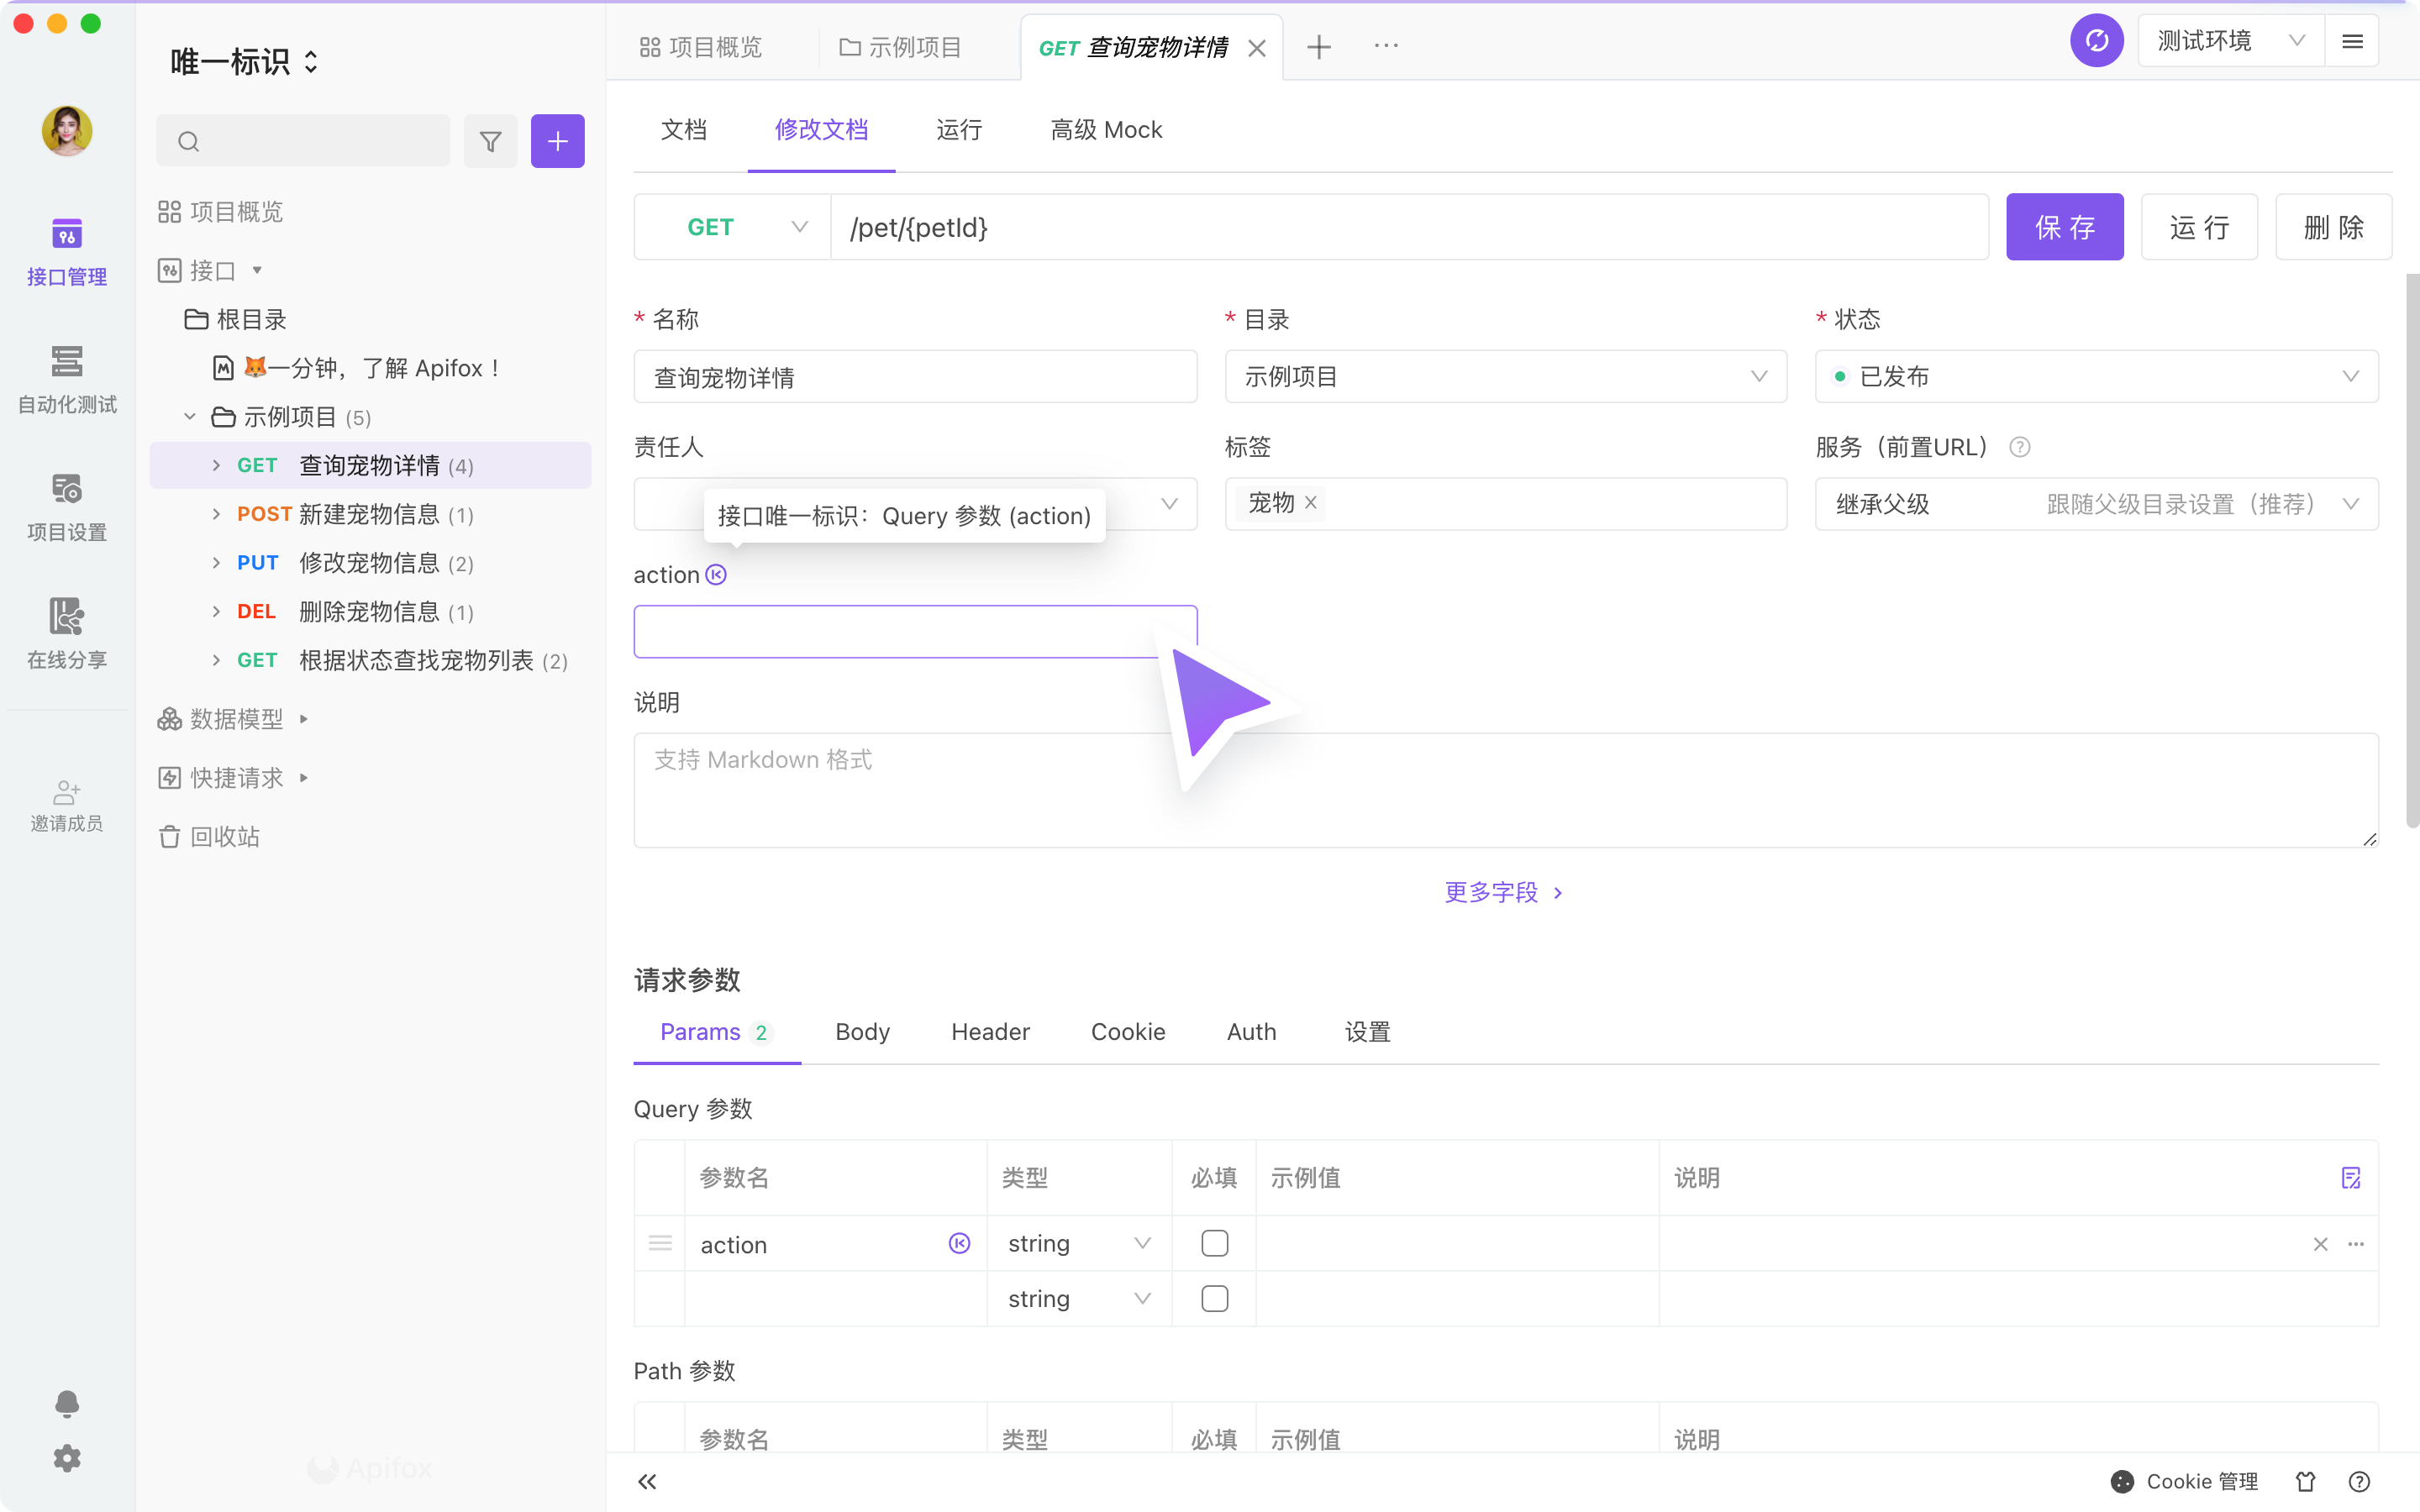 唯一标识
接口管理
自动化测试
项目设置
在线分享
邀请成员
项目概览
接口
根目录
🦊一分钟，了解 Apifox！
示例项目 (5)
GET 查询宠物详情 (4)
POST 新建宠物信息 (1)
PUT 修改宠物信息 (2)
DEL 删除宠物信息 (1)
GET 根据状态查找宠物列表 (2)
数据模型
快捷请求
回收站
Apifox
项目概览 示例项目 GET 查询宠物详情 测试环境
文档 修改文档 运行 高级 Mock
GET /pet/{petId} 保存 运行 删除
* 名称 * 目录 * 状态
查询宠物详情 示例项目 已发布
责任人 标签 服务（前置URL）
宠物 继承父级 跟随父级目录设置（推荐）
接口唯一标识：Query 参数 (action)
action
说明
支持 Markdown 格式
更多字段
请求参数
Params 2 Body Header Cookie Auth 设置
Query 参数
参数名 类型 必填 示例值 说明
action string
string
Path 参数
参数名 类型 必填 示例值 说明
Cookie 管理